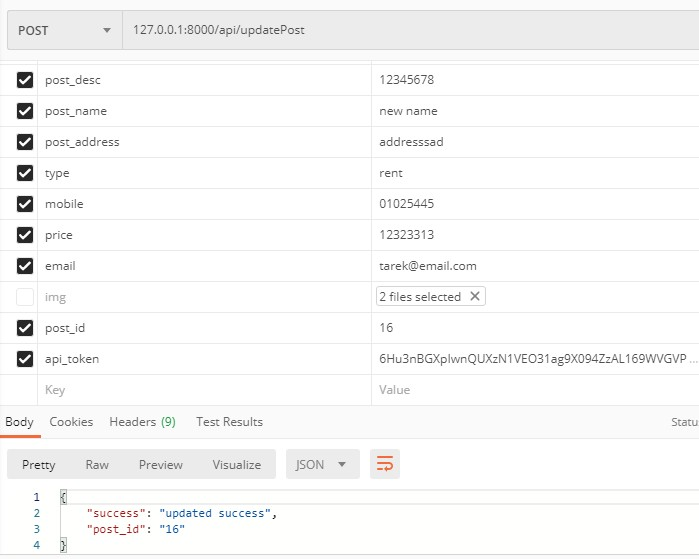 POST 127.0.0.1:8000/api/updatePost
post_desc 12345678
post_name new name
post_address addresssad
type rent
mobile 01025445
price 12323313
email tarek@email.com
img 2 files selected
post_id 16
api_token 6Hu3nBGXpIwnQUXzN1VEO31ag9X094ZzAL169WVGVP ...
Key Value
Body Cookies Headers (9) Test Results Statu
Pretty Raw Preview Visualize JSON
1 {
2 "success": "updated success",
3 "post_id": "16"
4 }